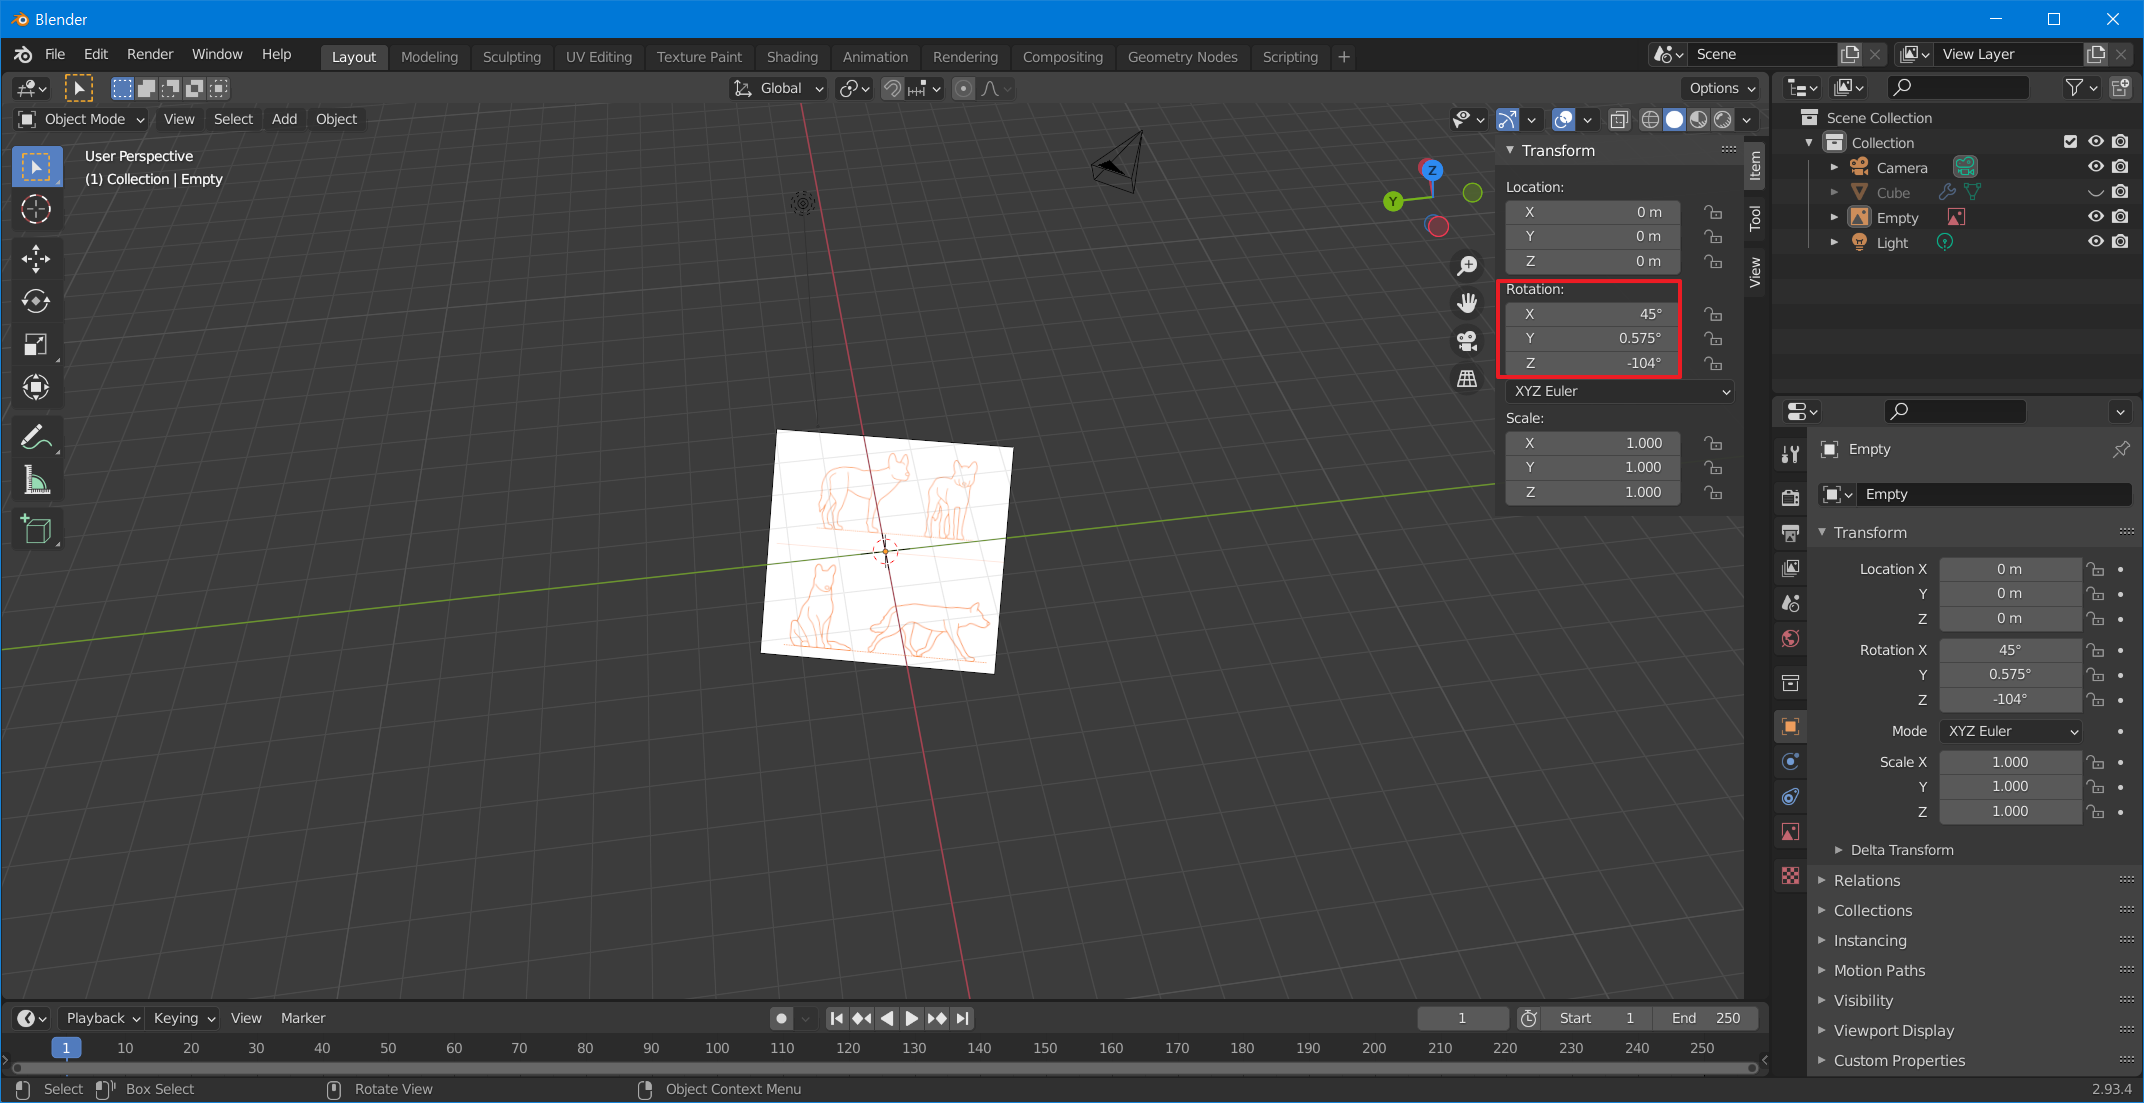 Blender
File Edit Render Window Help Layout Modeling Sculpting UV Editing Texture Paint Shading Animation Rendering Compositing Geometry Nodes Scripting + Scene View Layer
Global Options
Object Mode View Select Add Object
User Perspective
(1) Collection | Empty
Z
Y
Transform
Location:
X 0 m
Y 0 m
Z 0 m
Rotation:
X 45°
Y 0.575°
Z -104°
XYZ Euler
Scale:
X 1.000
Y 1.000
Z 1.000
Item
Tool
View
Scene Collection
Collection
Camera
Cube
Empty
Light
Empty
Empty
Transform
Location X 0 m
Y 0 m
Z 0 m
Rotation X 45°
Y 0.575°
Z -104°
Mode XYZ Euler
Scale X 1.000
Y 1.000
Z 1.000
Delta Transform
Relations
Collections
Instancing
Motion Paths
Visibility
Viewport Display
Custom Properties
Playback Keying View Marker 1 Start 1 End 250
1 10 20 30 40 50 60 70 80 90 100 110 120 130 140 150 160 170 180 190 200 210 220 230 240 250
Select Box Select Rotate View Object Context Menu 2.93.4